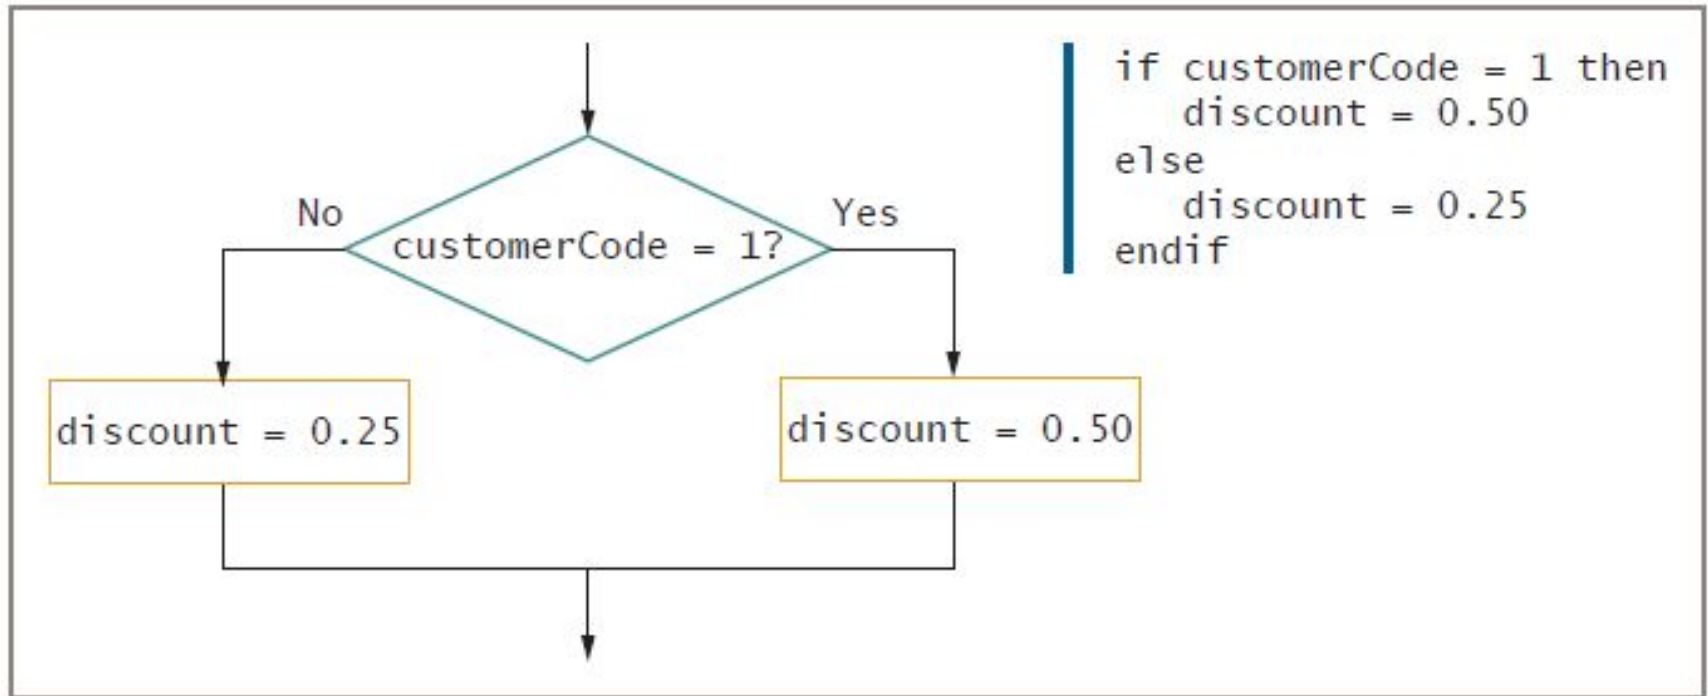 No
customerCode = 1?
Yes
discount = 0.25
discount = 0.50
if customerCode = 1 then
   discount = 0.50
else
   discount = 0.25
endif